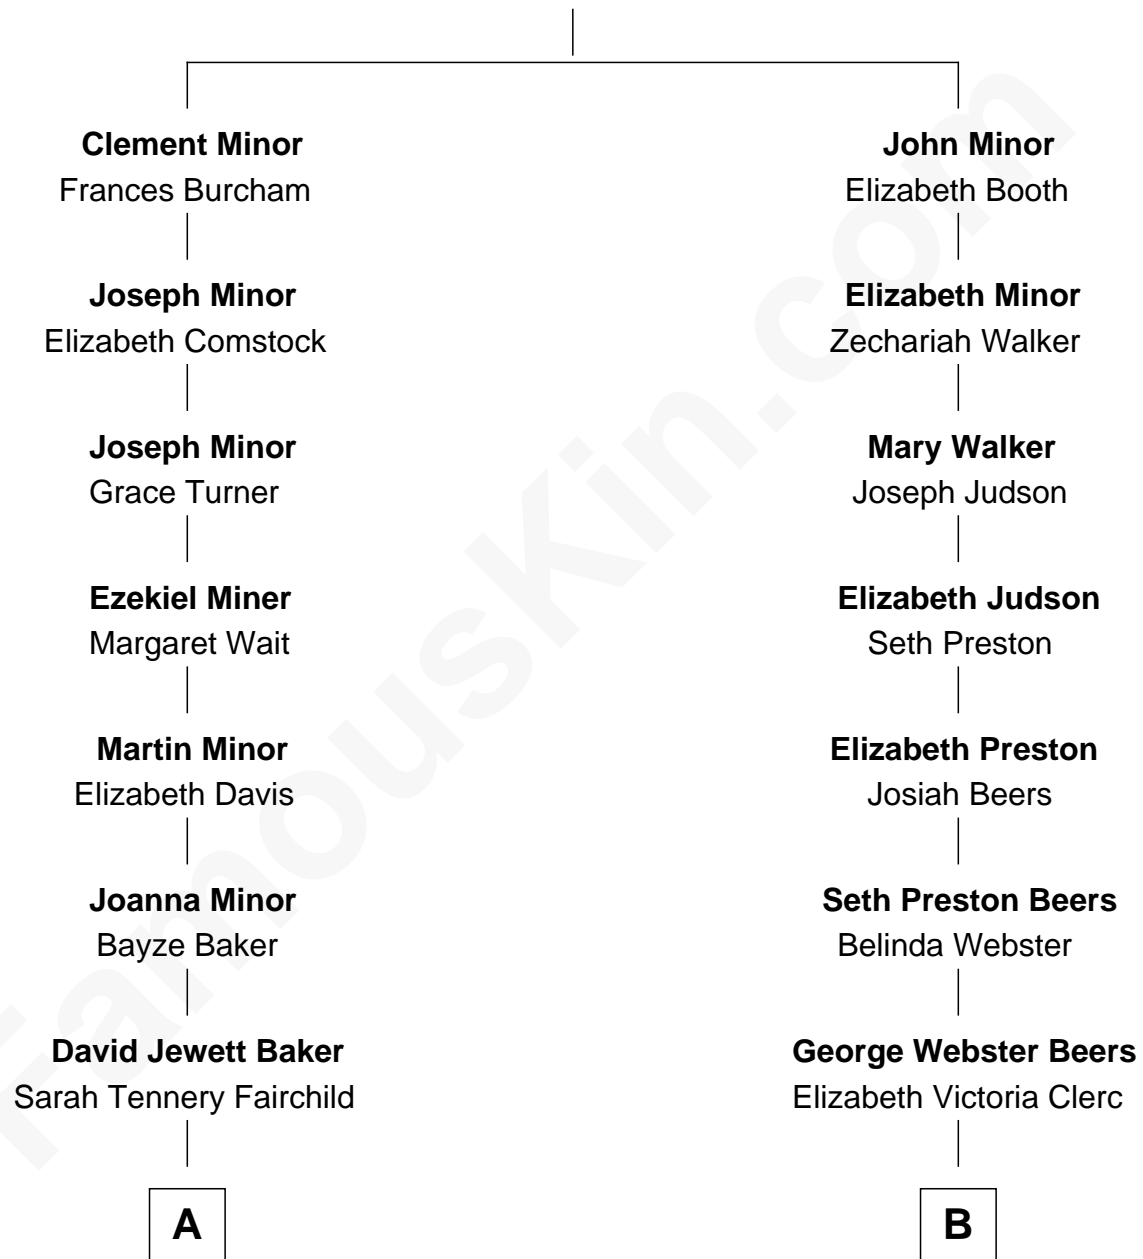 Clement Minor
Frances Burcham
Joseph Minor
Elizabeth Comstock
Joseph Minor
Grace Turner
Ezekiel Miner
Margaret Wait
Martin Minor
Elizabeth Davis
Joanna Minor
Bayze Baker
David Jewett Baker
Sarah Tennery Fairchild
A
John Minor
Elizabeth Booth
Elizabeth Minor
Zechariah Walker
Mary Walker
Joseph Judson
Elizabeth Judson
Seth Preston
Elizabeth Preston
Josiah Beers
Seth Preston Beers
Belinda Webster
George Webster Beers
Elizabeth Victoria Clerc
B
FamousKin.com